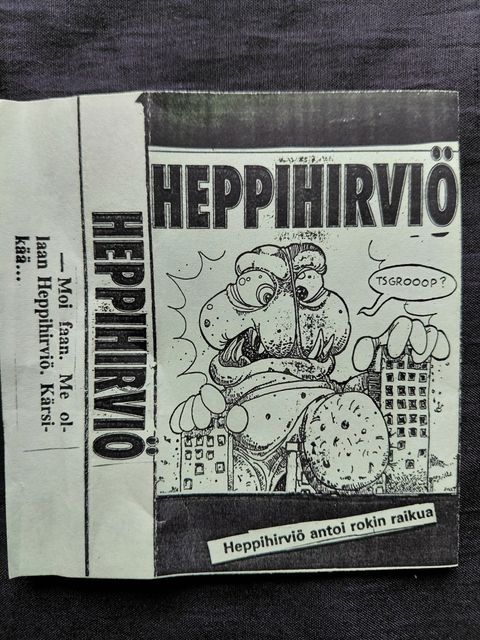 HEPPIHIRVIÖ
TSGROOOP?
Heppihirviö antoi rokin raikua
HEPPIHIRVIÖ
— Moi faan. Me ol-
laan Heppihirviö. Kärsi-
kää...